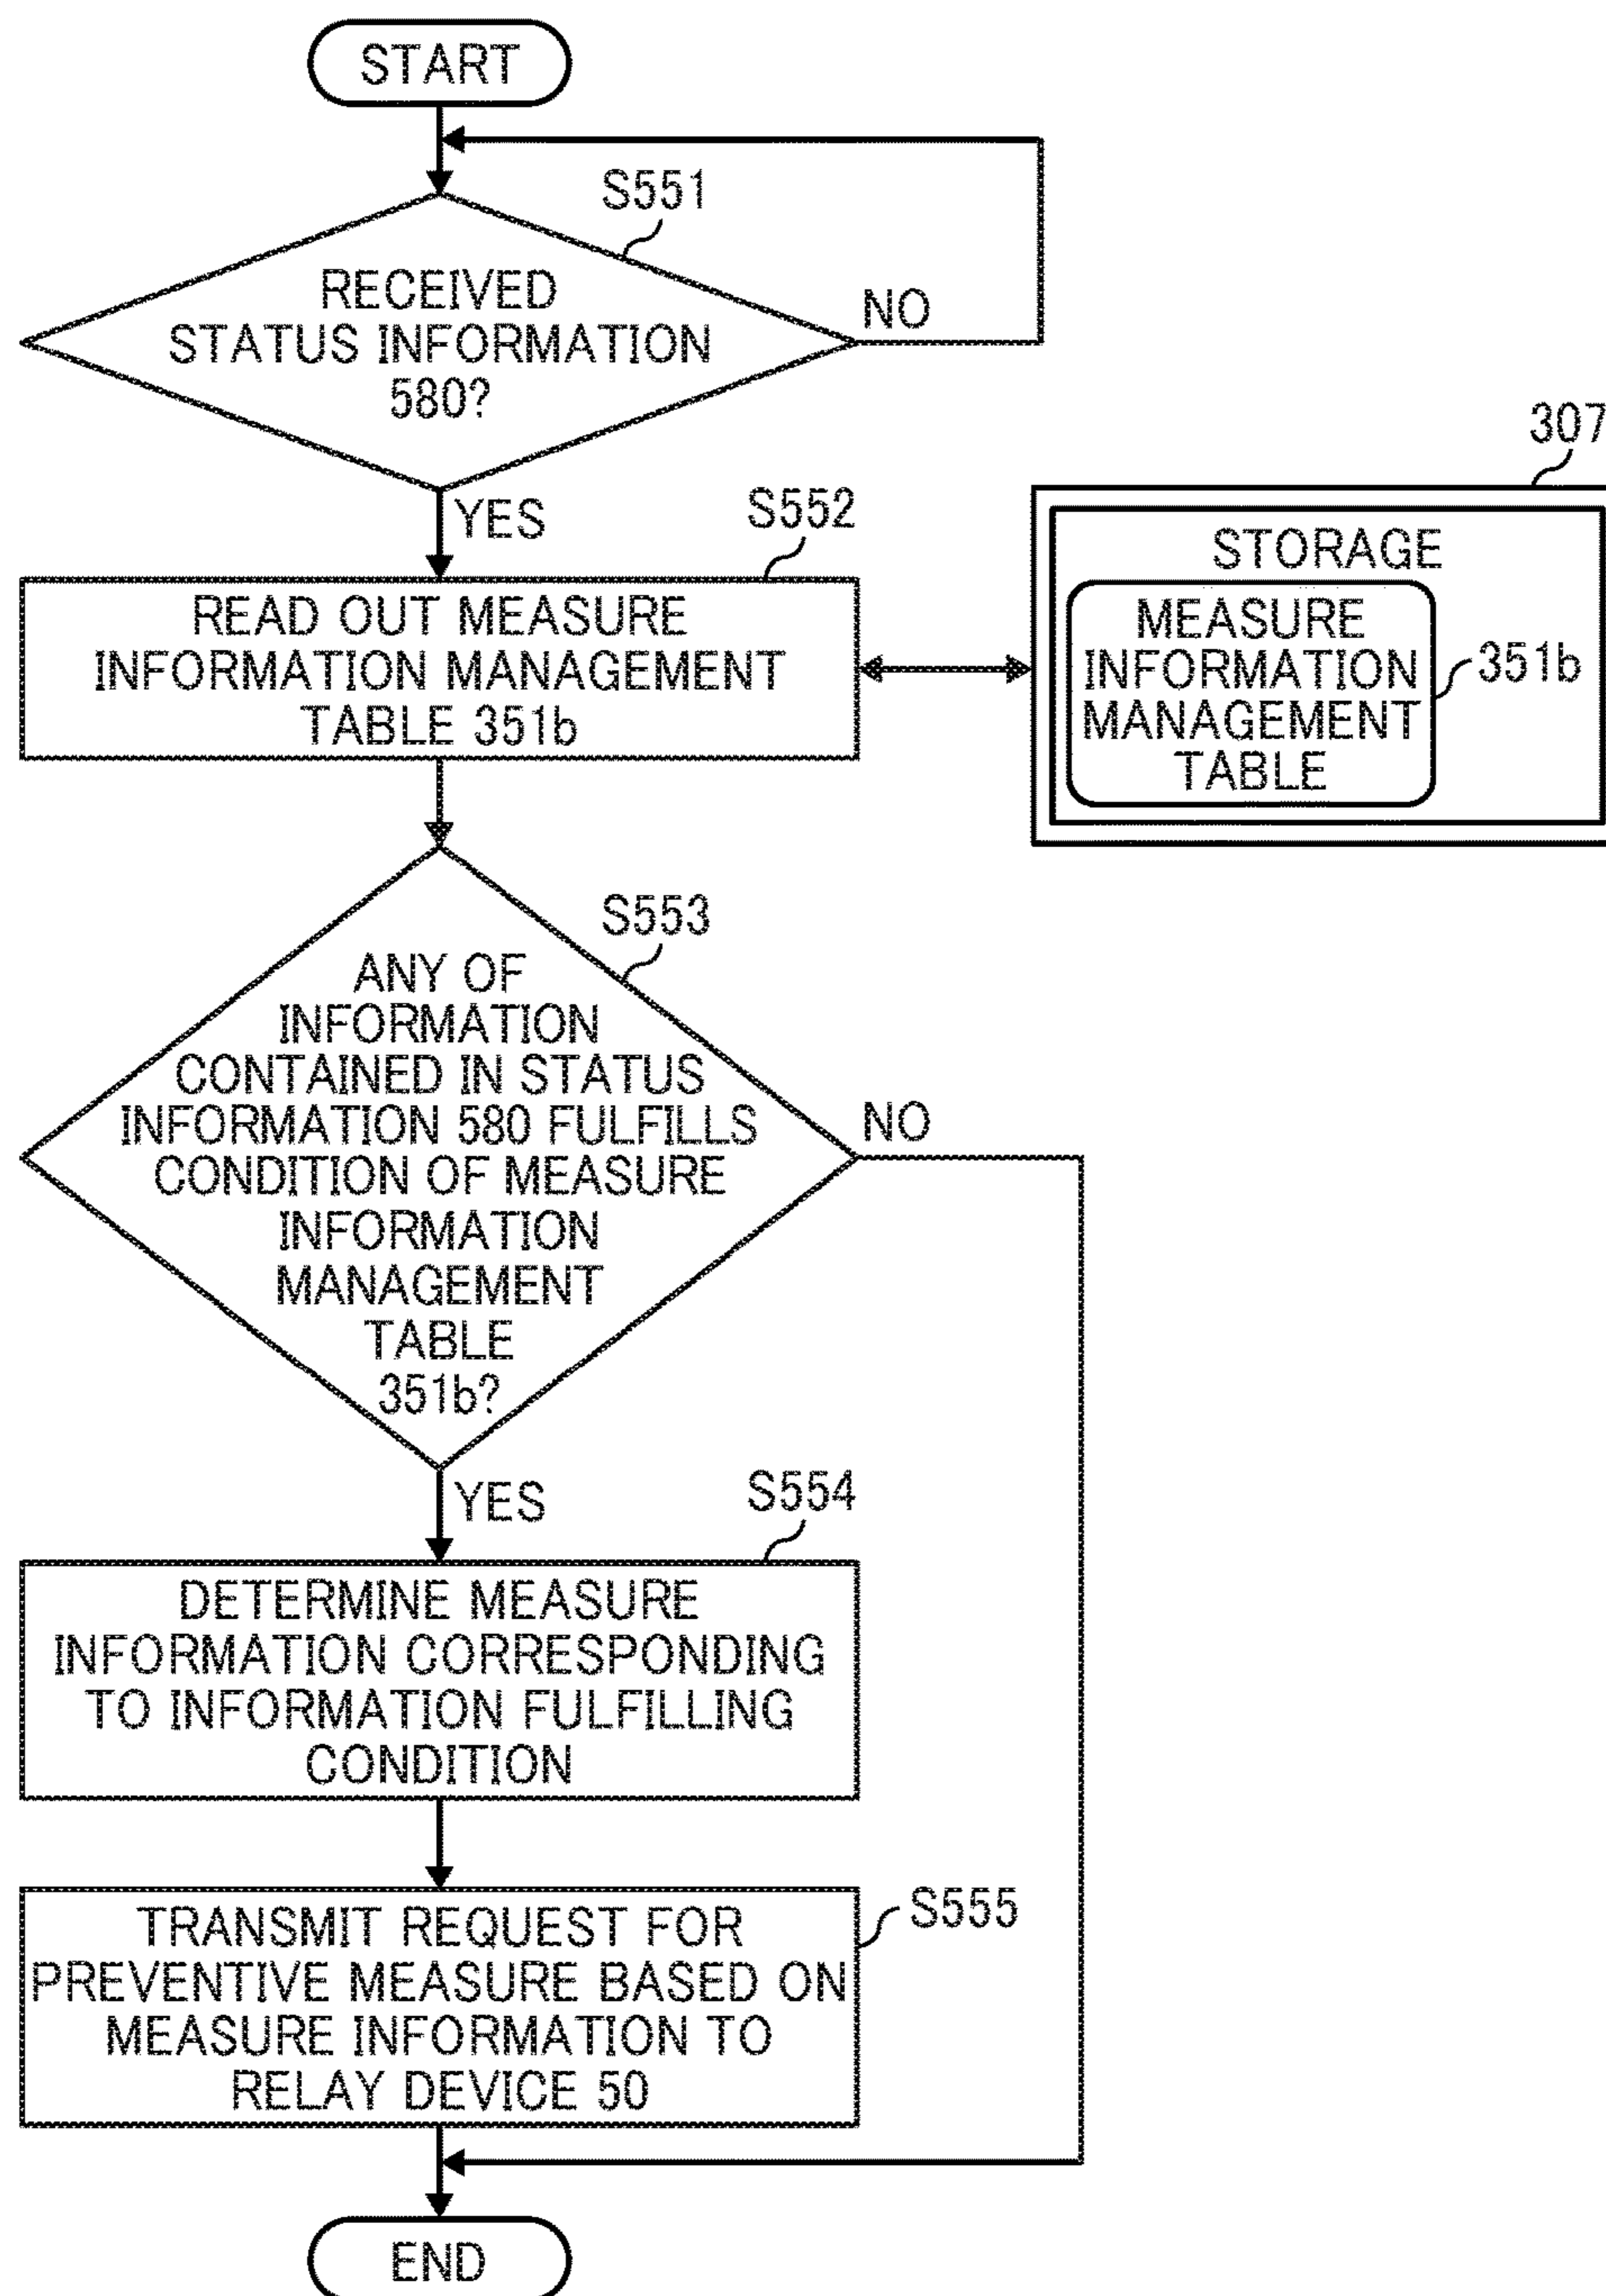 START
S551
RECEIVED
STATUS INFORMATION
580?
NO
YES
S552
READ OUT MEASURE
INFORMATION MANAGEMENT
TABLE 351b
307
STORAGE
MEASURE
INFORMATION
MANAGEMENT
TABLE
351b
S553
ANY OF
INFORMATION
CONTAINED IN STATUS
INFORMATION 580 FULFILLS
CONDITION OF MEASURE
INFORMATION
MANAGEMENT
TABLE
351b?
NO
YES
S554
DETERMINE MEASURE
INFORMATION CORRESPONDING
TO INFORMATION FULFILLING
CONDITION
S555
TRANSMIT REQUEST FOR
PREVENTIVE MEASURE BASED ON
MEASURE INFORMATION TO
RELAY DEVICE 50
END